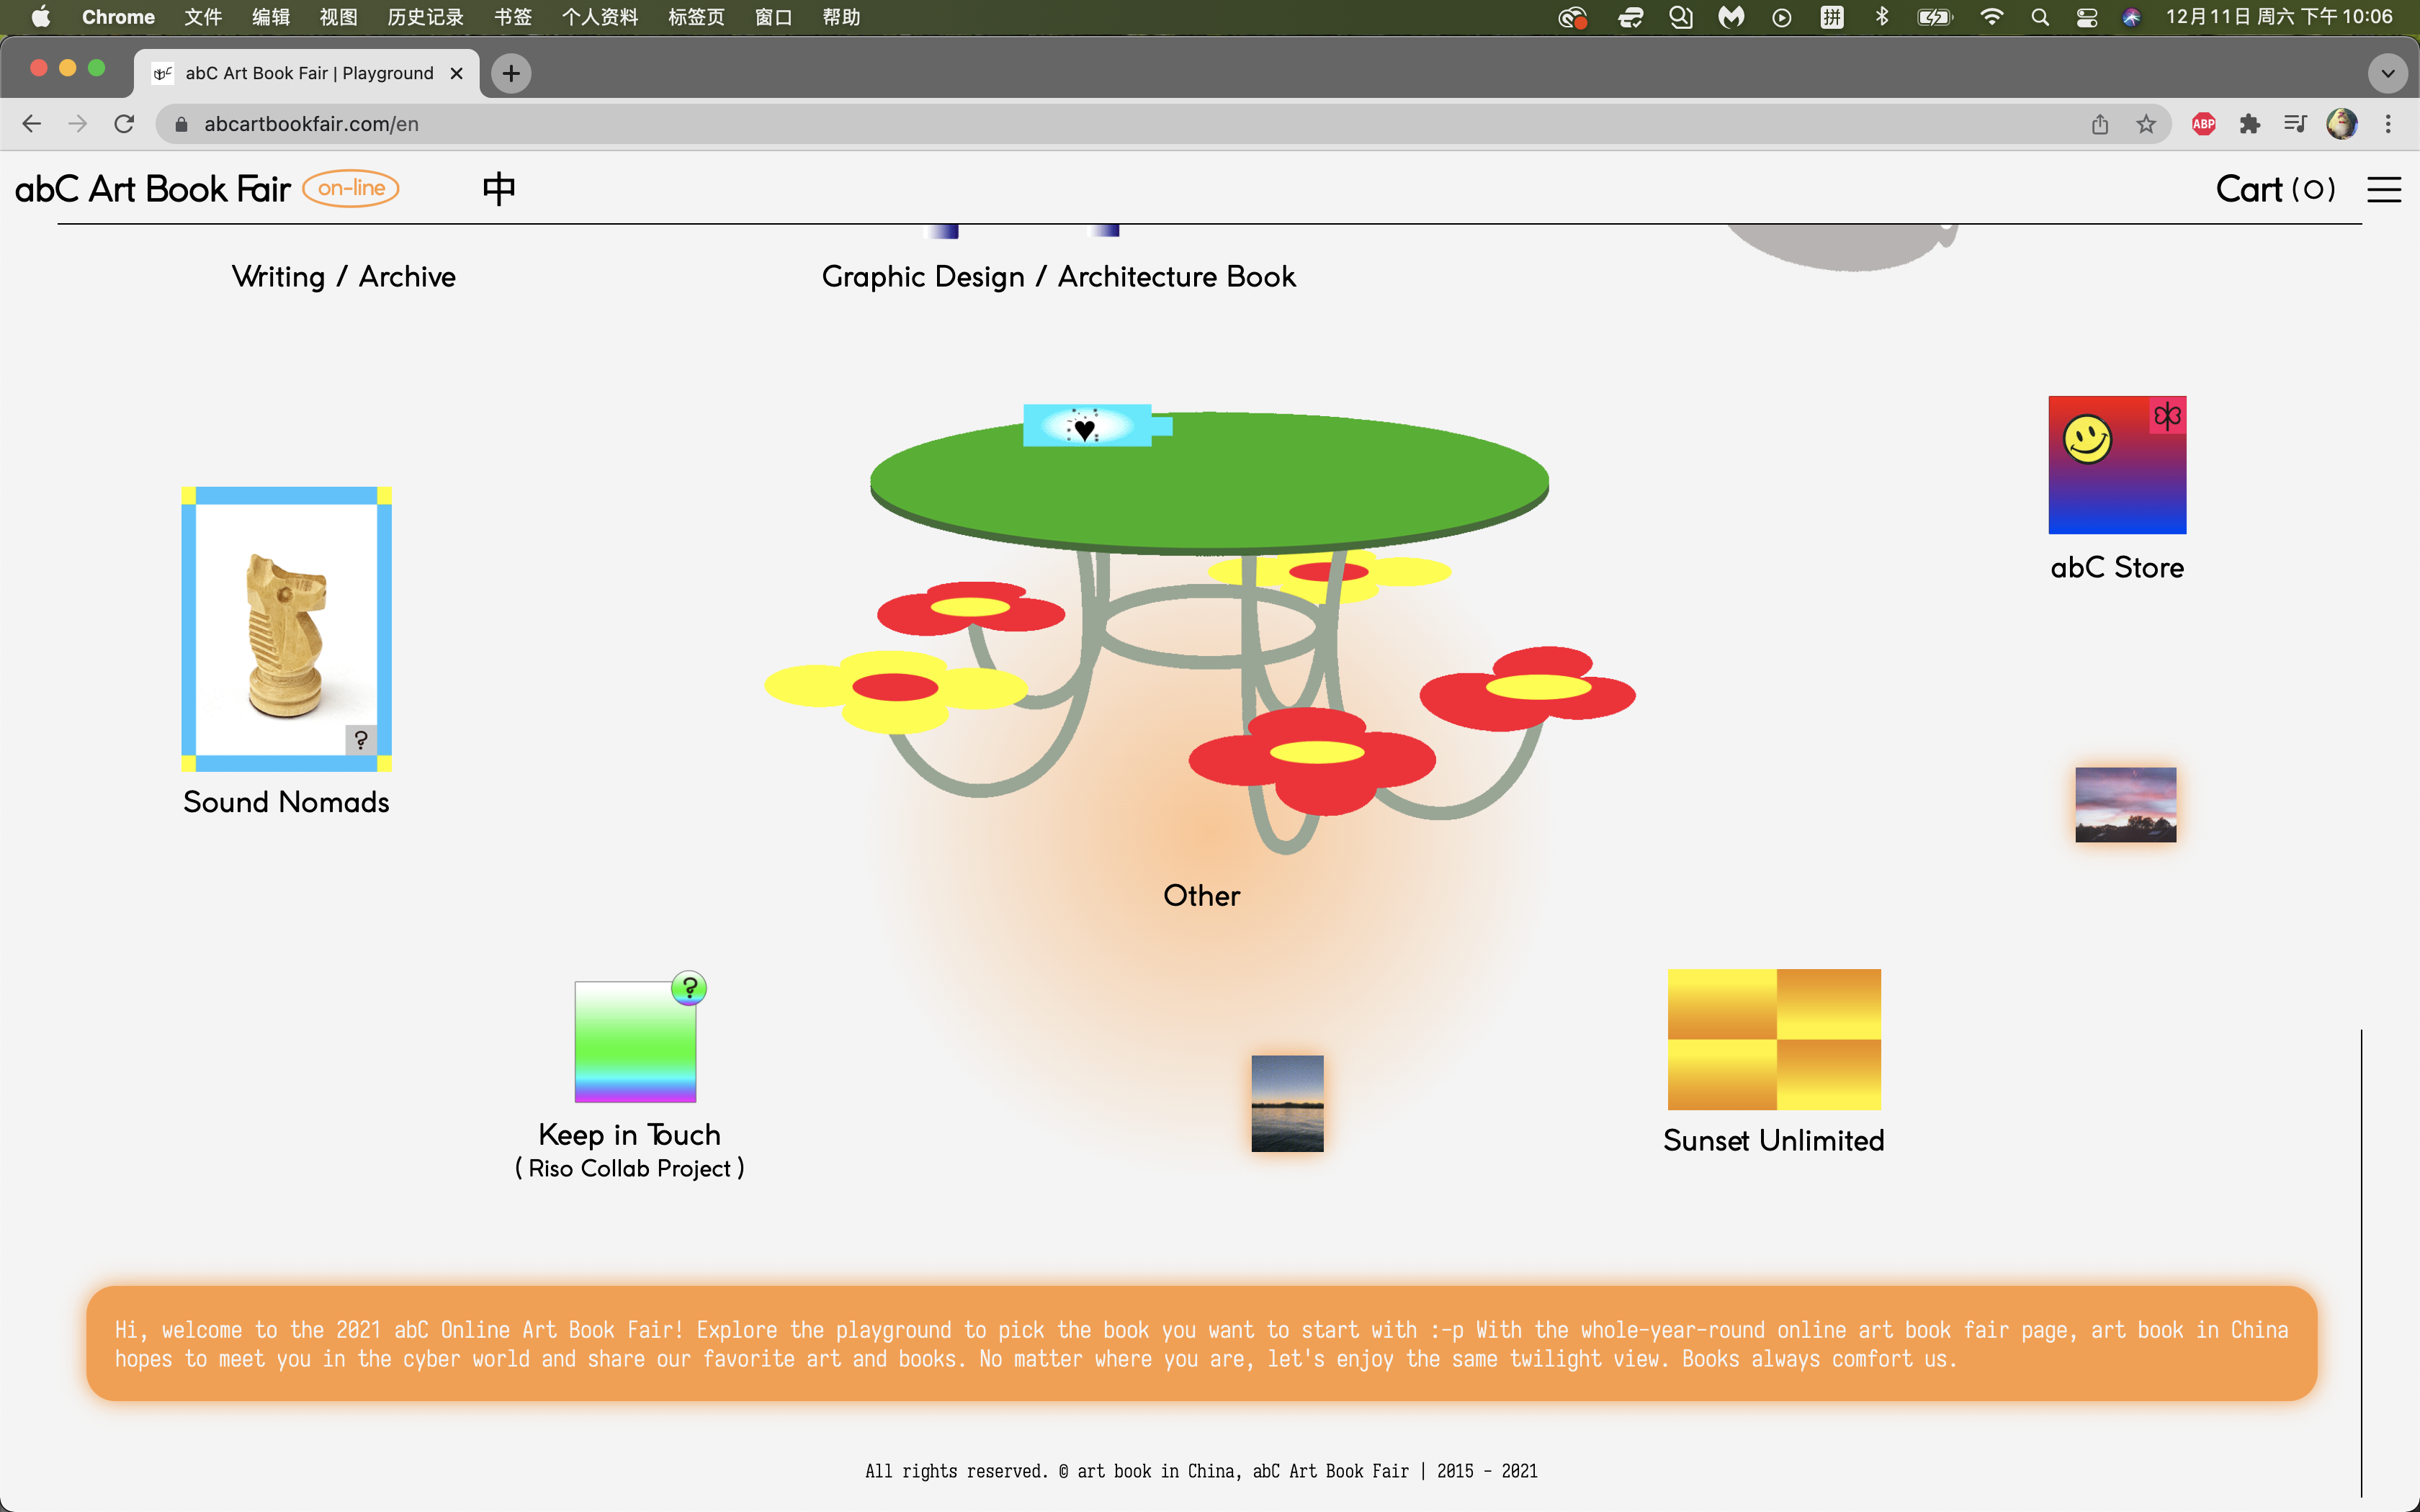 Chrome 文件 编辑 视图 历史记录 书签 个人资料 标签页 窗口 帮助 拼 12月11日 周六 下午 10:06
abC Art Book Fair | Playground
abcartbookfair.com/en ABP
abC Art Book Fair on-line 中 Cart (0)
Writing / Archive Graphic Design / Architecture Book
abC Store
?
Sound Nomads
Other
?
Keep in Touch
( Riso Collab Project )
Sunset Unlimited
Hi, welcome to the 2021 abC Online Art Book Fair! Explore the playground to pick the book you want to start with :-p With the whole-year-round online art book fair page, art book in China
hopes to meet you in the cyber world and share our favorite art and books. No matter where you are, let's enjoy the same twilight view. Books always comfort us.
All rights reserved. © art book in China, abC Art Book Fair | 2015 - 2021